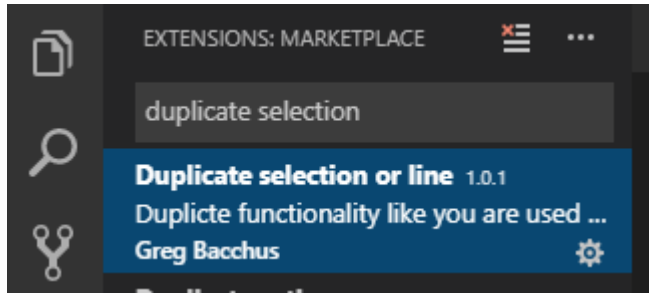 EXTENSIONS: MARKETPLACE
duplicate selection
Duplicate selection or line 1.0.1
Duplicte functionality like you are used ...
Greg Bacchus